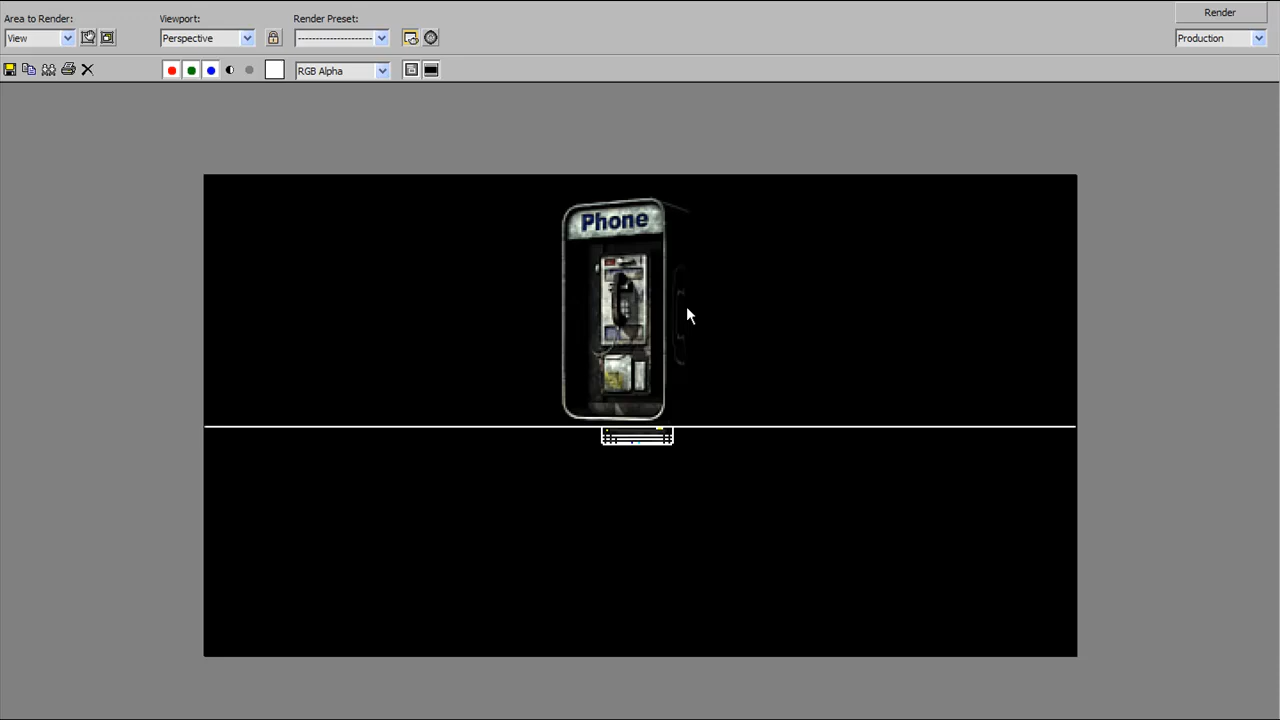 Area to Render:
Viewport:
Render Preset:
Render
View
Perspective
--------------------
Production
RGB Alpha
Phone